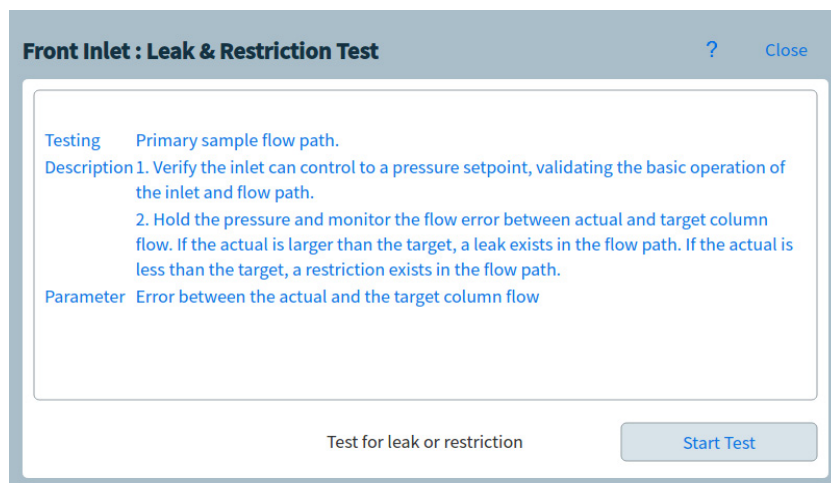 Front Inlet : Leak & Restriction Test ? Close
Testing Primary sample flow path.
Description 1. Verify the inlet can control to a pressure setpoint, validating the basic operation of
the inlet and flow path.
2. Hold the pressure and monitor the flow error between actual and target column
flow. If the actual is larger than the target, a leak exists in the flow path. If the actual is
less than the target, a restriction exists in the flow path.
Parameter Error between the actual and the target column flow
Test for leak or restriction Start Test